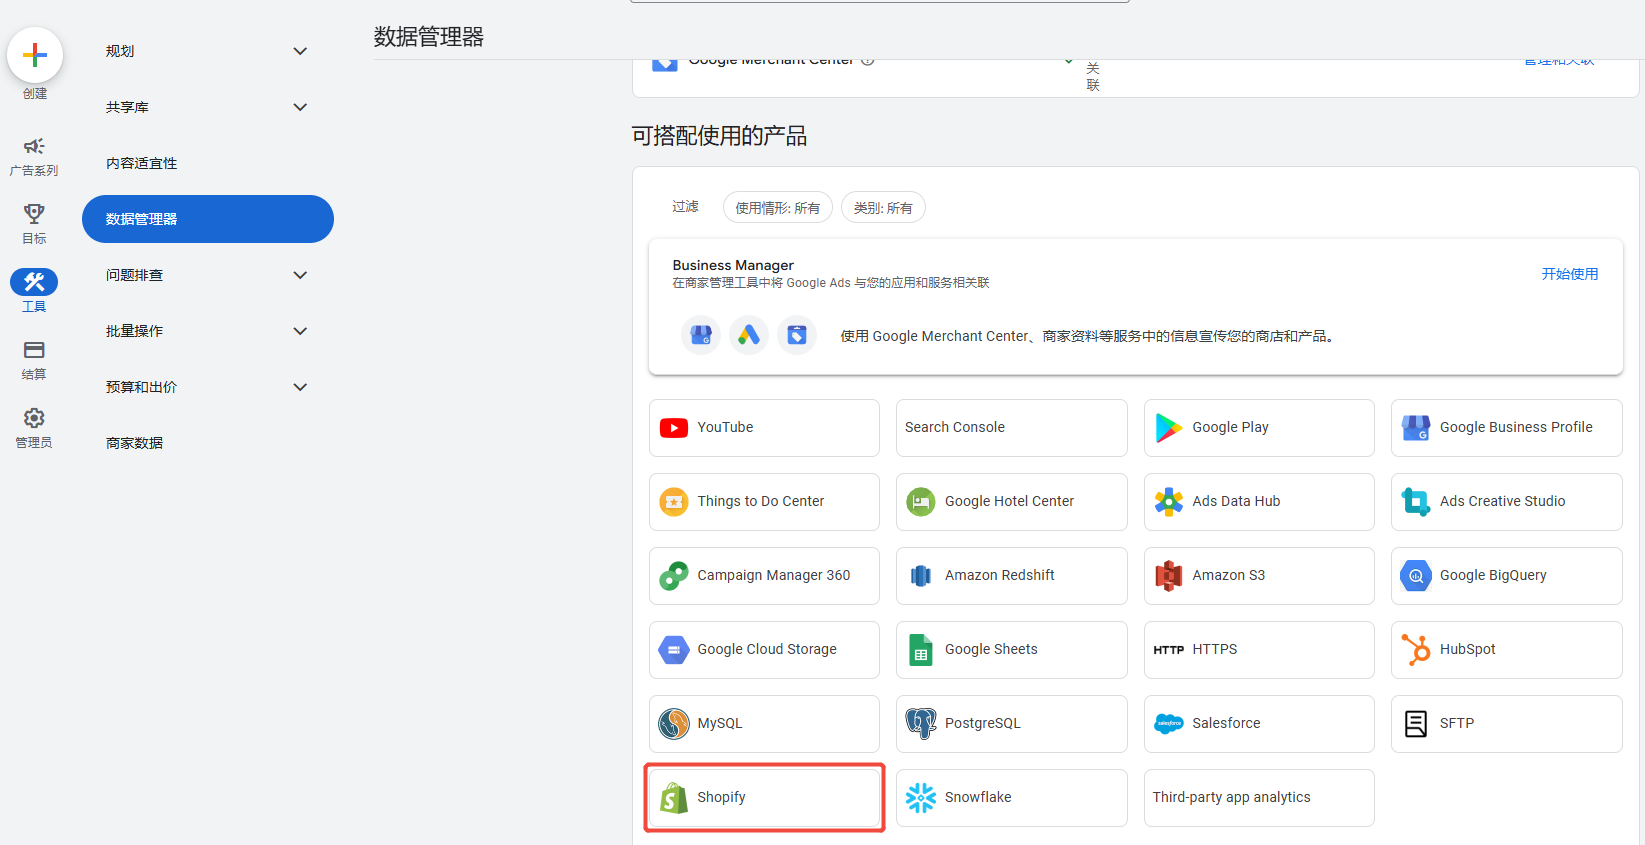 创建
广告系列
目标
工具
结算
管理员
规划
共享库
内容适宜性
数据管理器
问题排查
批量操作
预算和出价
商家数据
数据管理器
Google Merchant Center
关
联
管理和关联
可搭配使用的产品
过滤
使用情形: 所有
类别: 所有
Business Manager
在商家管理工具中将 Google Ads 与您的应用和服务相关联
开始使用
使用 Google Merchant Center、商家资料等服务中的信息宣传您的商店和产品。
YouTube
Search Console
Google Play
Google Business Profile
Things to Do Center
Google Hotel Center
Ads Data Hub
Ads Creative Studio
Campaign Manager 360
Amazon Redshift
Amazon S3
Google BigQuery
Google Cloud Storage
Google Sheets
HTTP HTTPS
HubSpot
MySQL
PostgreSQL
salesforce Salesforce
SFTP
Shopify
Snowflake
Third-party app analytics